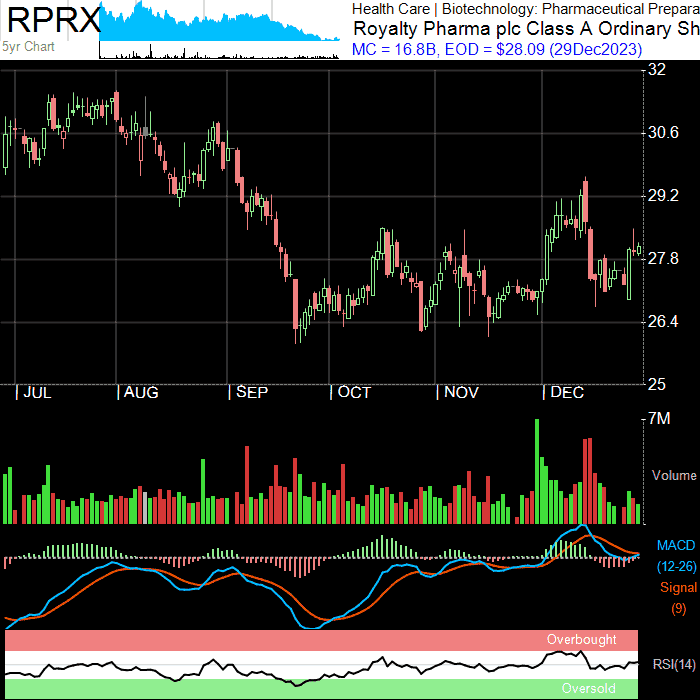 RPRX
5yr Chart
Health Care | Biotechnology: Pharmaceutical Prepara
Royalty Pharma plc Class A Ordinary Sh
MC = 16.8B, EOD = $28.09 (29Dec2023)
32
30.6
29.2
27.8
26.4
25
JUL AUG SEP OCT NOV DEC
7M
Volume
MACD
(12-26)
Signal
(9)
Overbought
RSI(14)
Oversold